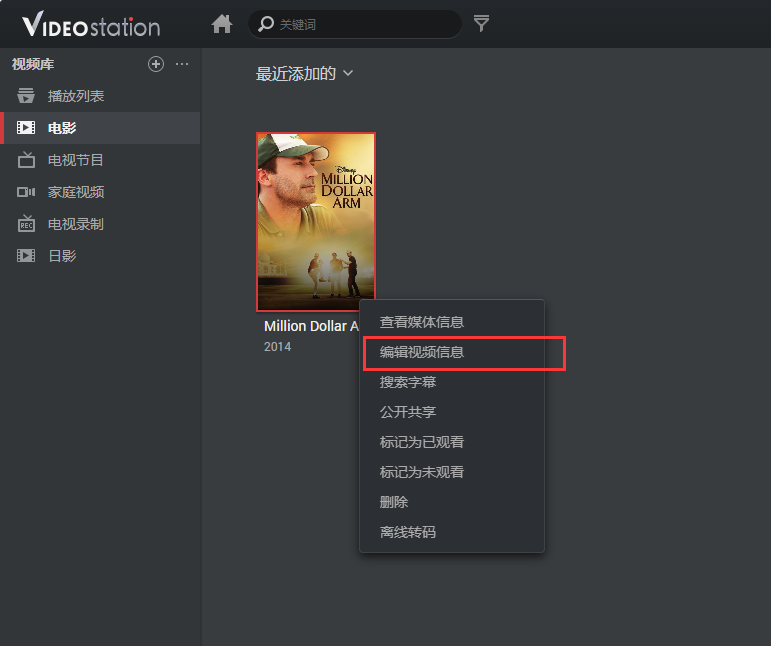 VIDEOstation
关键词
视频库
播放列表
电影
电视节目
家庭视频
REC
电视录制
日影
最近添加的
Disney
MILLION
DOLLAR
ARM
Million Dollar A
2014
查看媒体信息
编辑视频信息
搜索字幕
公开共享
标记为已观看
标记为未观看
删除
离线转码